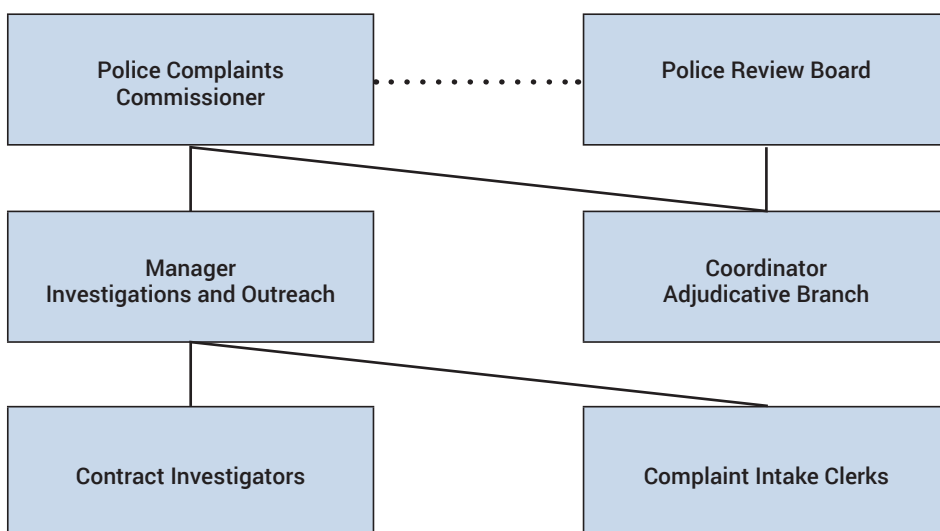 Police Complaints
Commissioner
Police Review Board
Manager
Investigations and Outreach
Coordinator
Adjudicative Branch
Contract Investigators
Complaint Intake Clerks